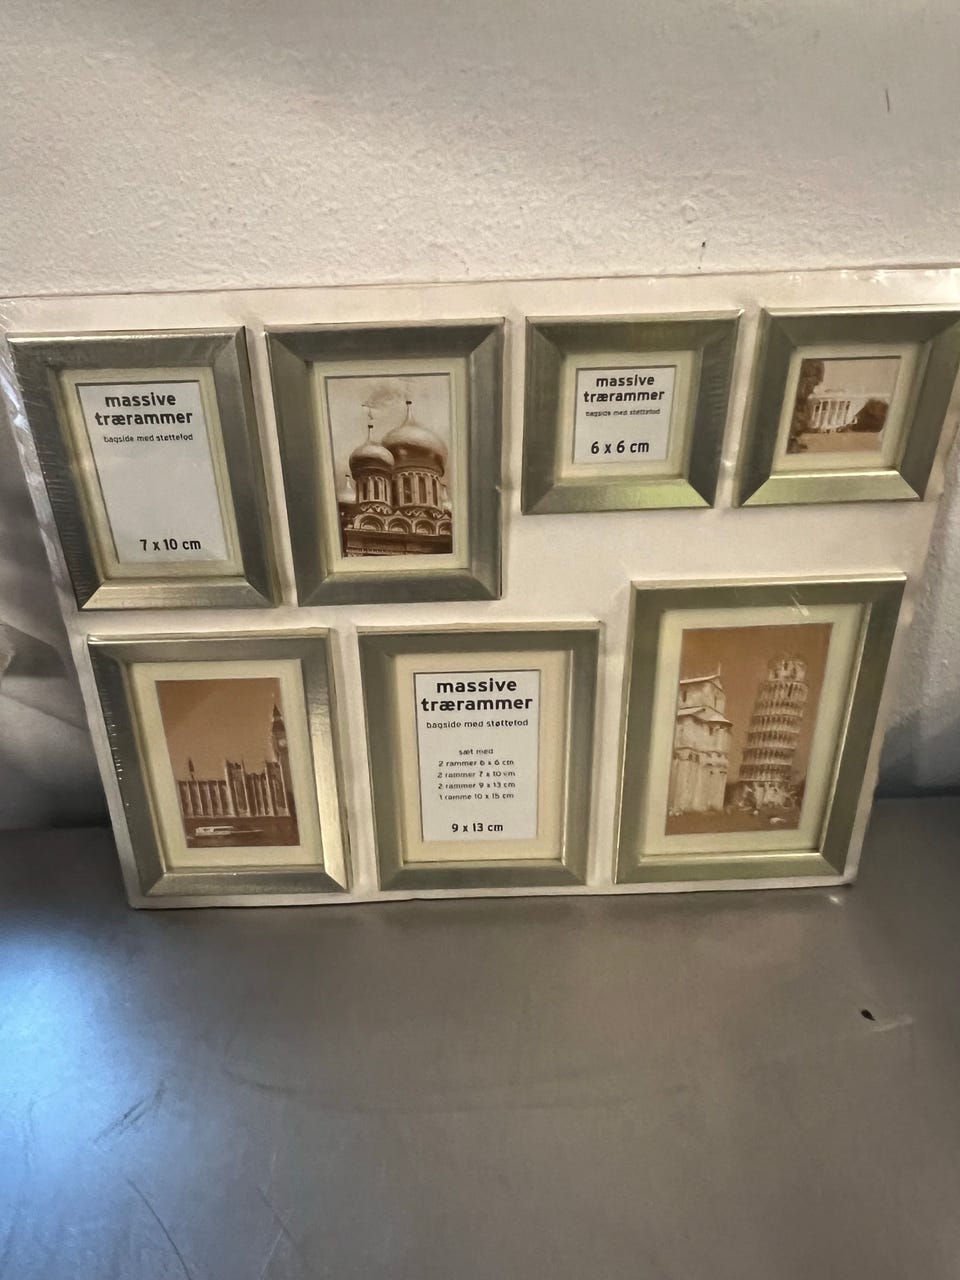 massive
trærammer
bagside med støttefod
7 x 10 cm
massive
trærammer
bagside med støttefod
6 x 6 cm
massive
trærammer
bagside med støttefod
sæt med
2 rammer 6 x 6 cm
2 rammer 7 x 10 cm
2 rammer 9 x 13 cm
1 ramme 10 x 15 cm
9 x 13 cm